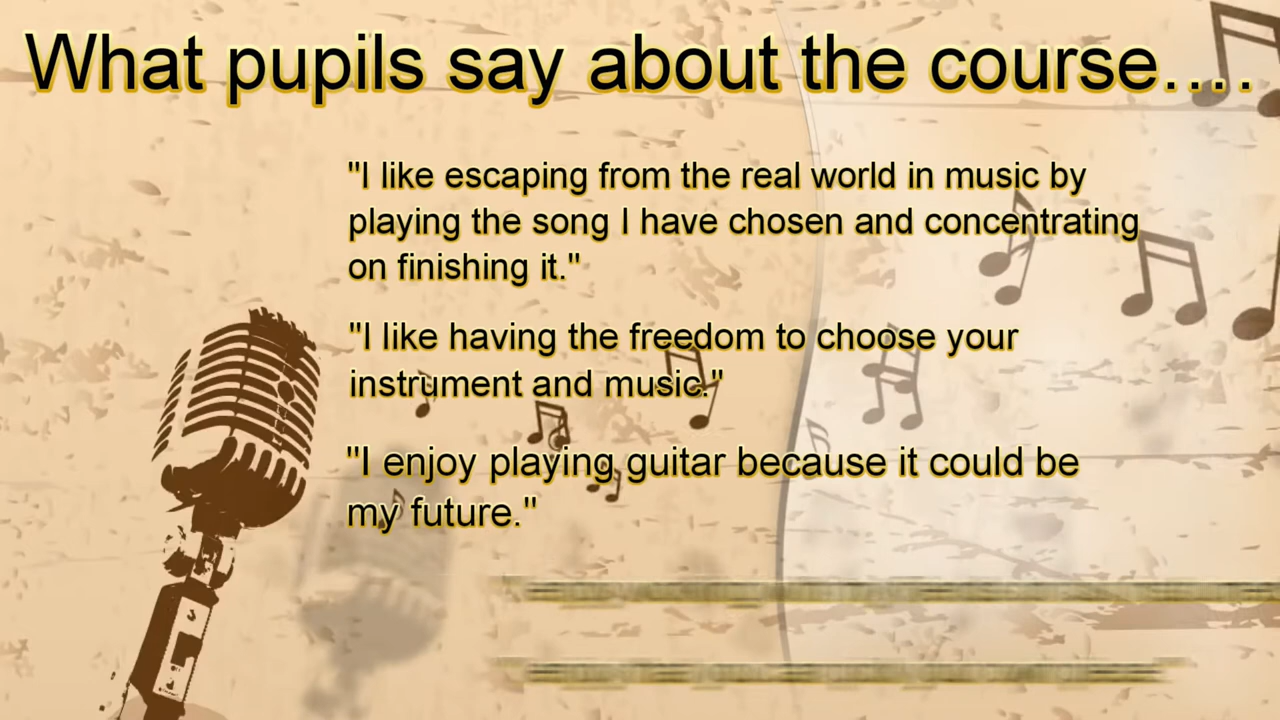 What pupils say about the course….
"I like escaping from the real world in music by
playing the song I have chosen and concentrating
on finishing it."
"I like having the freedom to choose your
instrument and music."
"I enjoy playing guitar because it could be
my future."